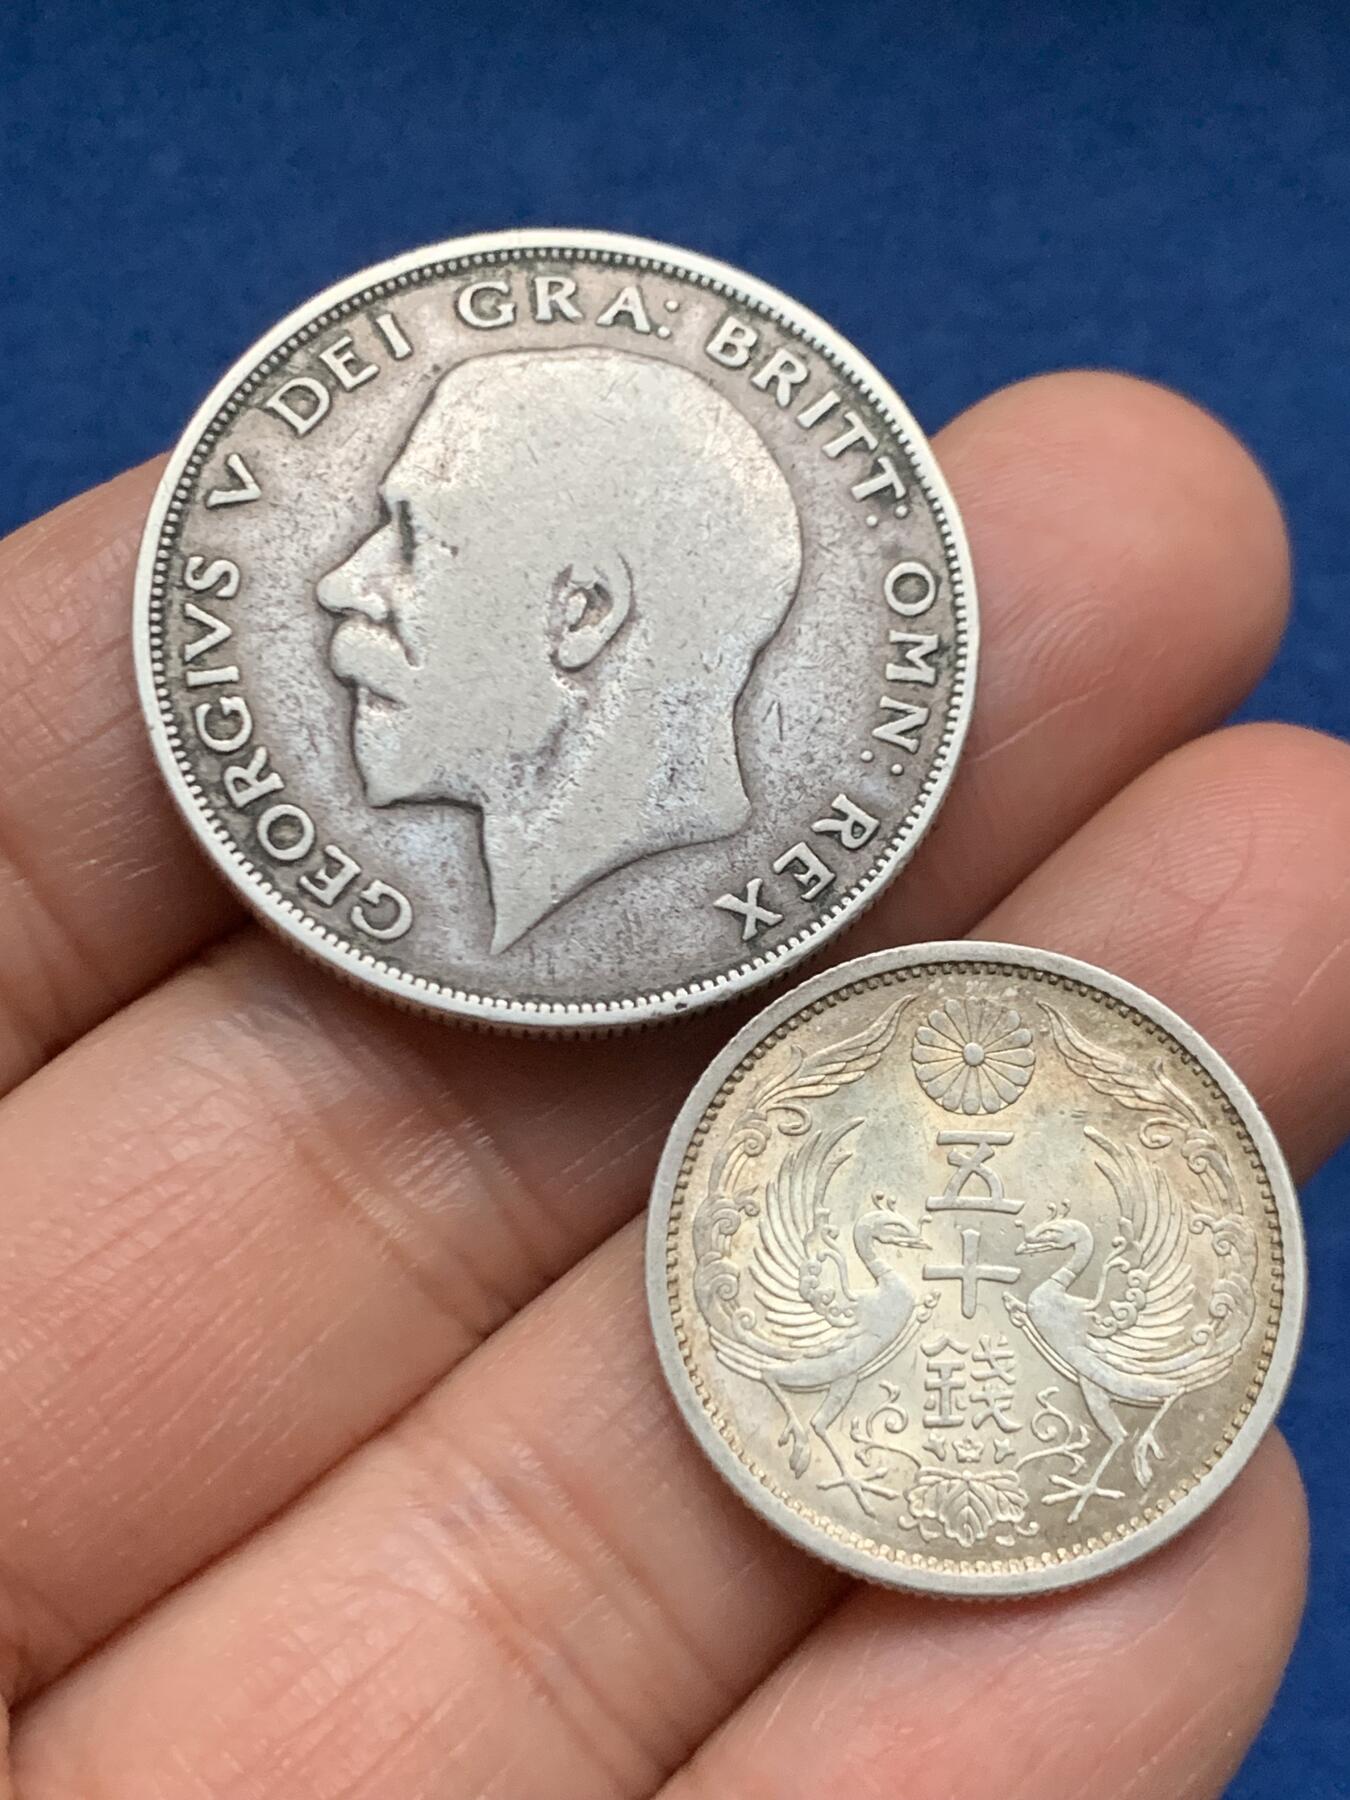 GEORGIVS V DEI GRA: BRITT: OMN: REX
五十錢